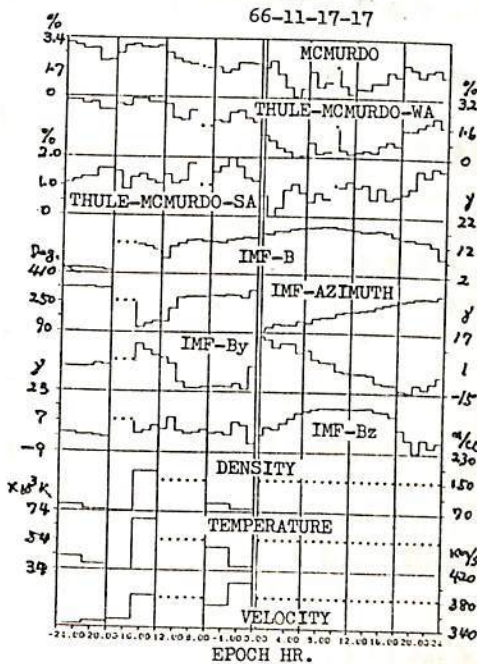 66-11-17-17
%
3.4
MCMURDO
1.7
%
0
3.2
THULE-MCMURDO-WA
%
1.6
2.0
0
1.0
γ
THULE-MCMURDO-SA
0
22
Deg.
IMF-B
12
410
2
IMF-AZIMUTH
250
γ
90
17
IMF-By
γ
1
23
-15
7
IMF-Bz
-9
230
DENSITY
150
74
70
TEMPERATURE
54
Km/s
34
420
380
VELOCITY
340
EPOCH HR.